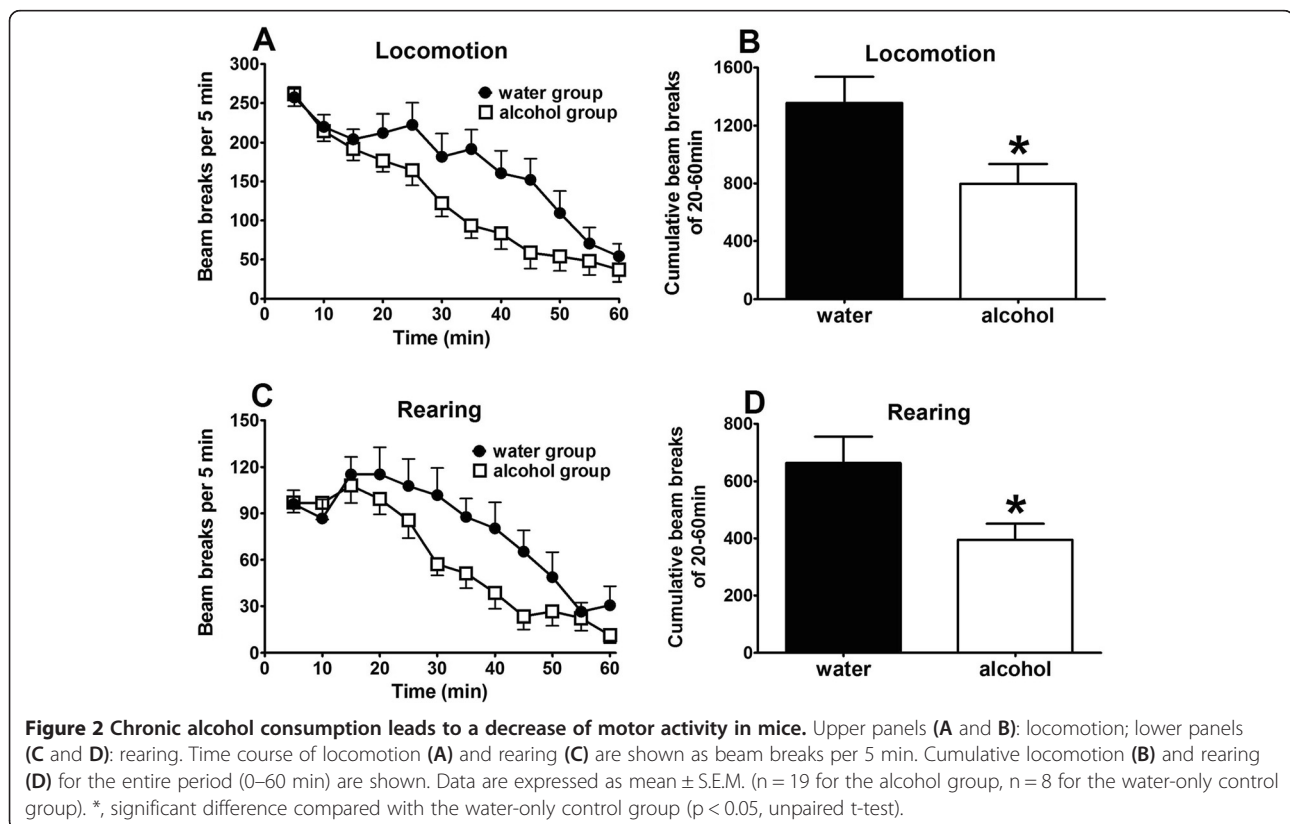 A
Locomotion
water group
alcohol group
Beam breaks per 5 min
300
250
200
150
100
50
0
0 10 20 30 40 50 60
Time (min)
B
Locomotion
Cumulative beam breaks
of 20-60min
1600
1200
800
400
0
*
water alcohol
C
Rearing
water group
alcohol group
Beam breaks per 5 min
150
120
90
60
30
0
0 10 20 30 40 50 60
Time (min)
D
Rearing
Cumulative beam breaks
of 20-60min
800
600
400
200
0
*
water alcohol
Figure 2 Chronic alcohol consumption leads to a decrease of motor activity in mice. Upper panels (A and B): locomotion; lower panels
(C and D): rearing. Time course of locomotion (A) and rearing (C) are shown as beam breaks per 5 min. Cumulative locomotion (B) and rearing
(D) for the entire period (0–60 min) are shown. Data are expressed as mean ± S.E.M. (n = 19 for the alcohol group, n = 8 for the water-only control
group). *, significant difference compared with the water-only control group (p < 0.05, unpaired t-test).